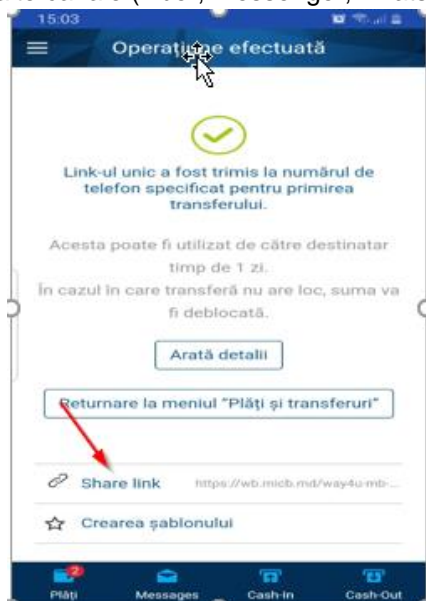 15:03
Operațiune efectuată
Link-ul unic a fost trimis la numărul de
telefon specificat pentru primirea
transferului.
Acesta poate fi utilizat de către destinatar
timp de 1 zi.
În cazul în care transferă nu are loc, suma va
fi deblocată.
Arată detalii
Returnare la meniul "Plăți și transferuri"
Share link https://wb.micb.md/way4u-mb-...
Crearea șablonului
2
Plăți Messages Cash-In Cash-Out